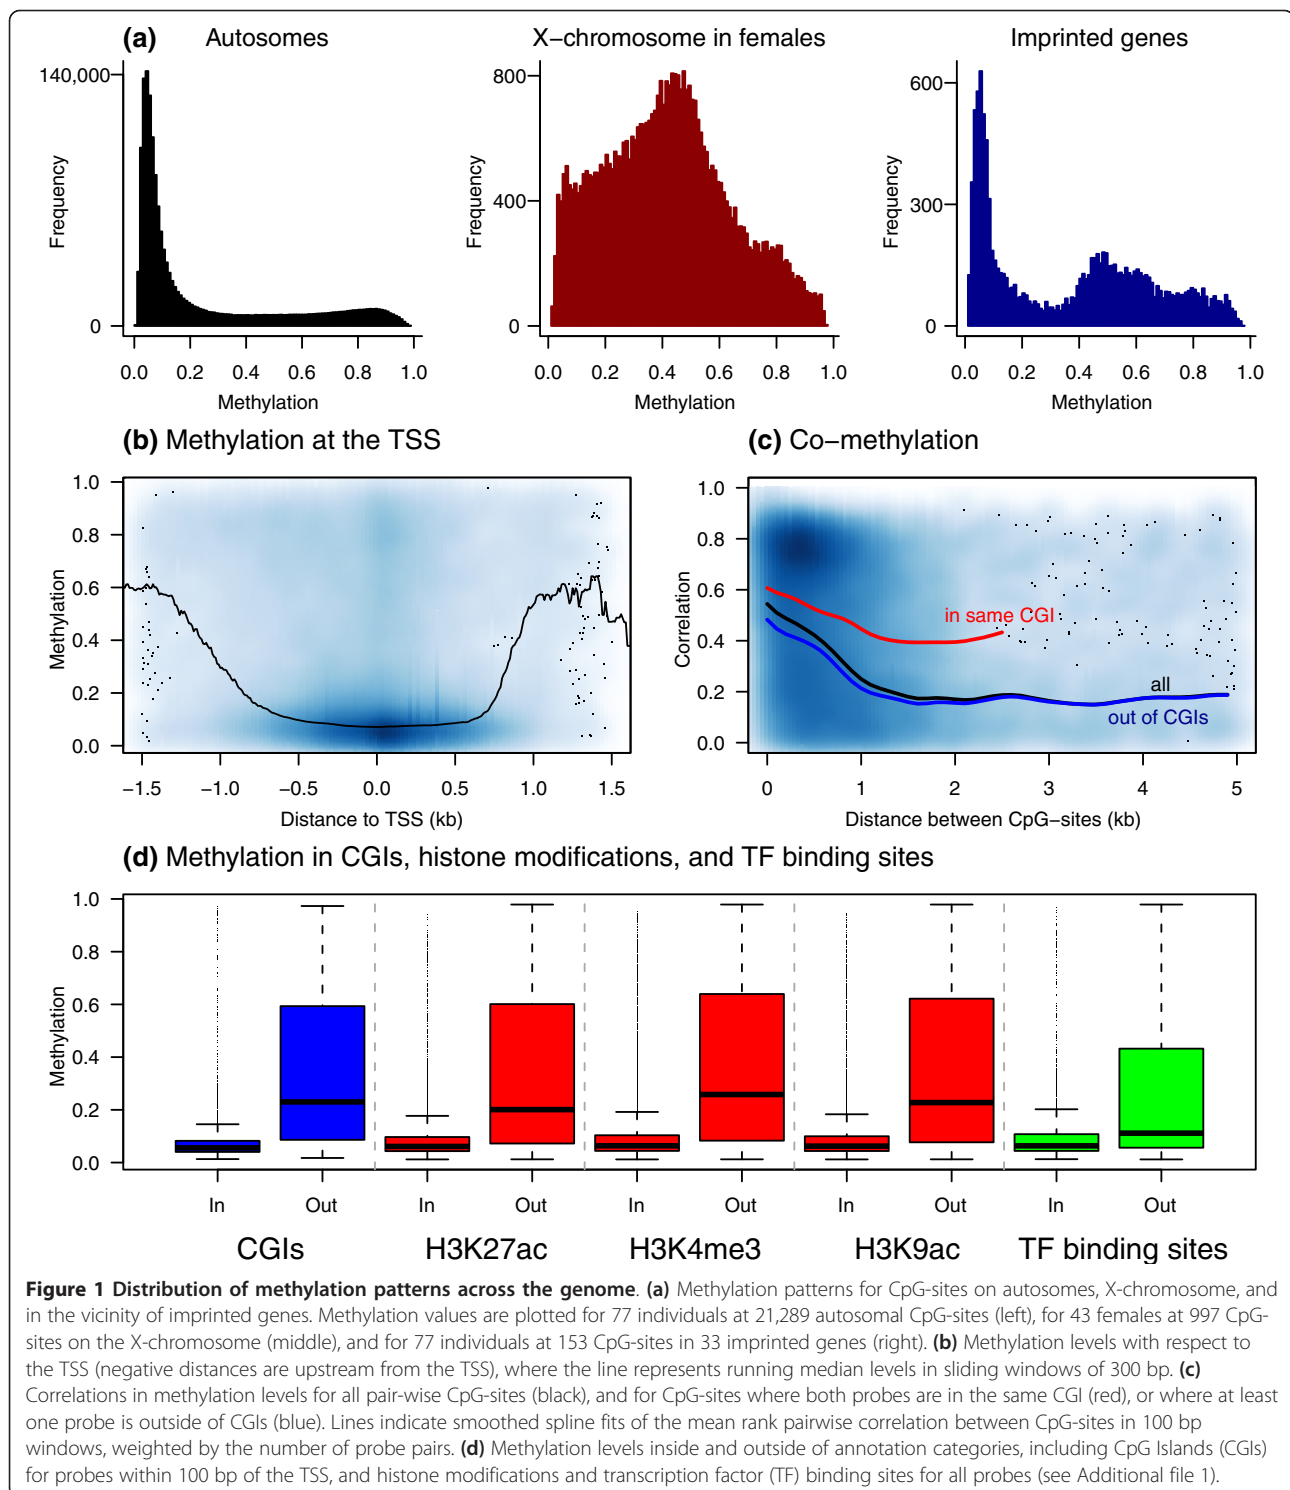 (a) Autosomes
X−chromosome in females
Imprinted genes
140,000
0
Frequency
0.0 0.2 0.4 0.6 0.8 1.0
Methylation
800
400
0
Frequency
0.0 0.2 0.4 0.6 0.8 1.0
Methylation
600
300
0
Frequency
0.0 0.2 0.4 0.6 0.8 1.0
Methylation
(b) Methylation at the TSS
1.0
0.8
0.6
0.4
0.2
0.0
Methylation
−1.5 −1.0 −0.5 0.0 0.5 1.0 1.5
Distance to TSS (kb)
(c) Co−methylation
1.0
0.8
0.6
0.4
0.2
0.0
Correlation
in same CGI
all
out of CGIs
0 1 2 3 4 5
Distance between CpG−sites (kb)
(d) Methylation in CGIs, histone modifications, and TF binding sites
1.0
0.8
0.6
0.4
0.2
0.0
Methylation
In Out In Out In Out In Out In Out
CGIs H3K27ac H3K4me3 H3K9ac TF binding sites
Figure 1 Distribution of methylation patterns across the genome. (a) Methylation patterns for CpG-sites on autosomes, X-chromosome, and
in the vicinity of imprinted genes. Methylation values are plotted for 77 individuals at 21,289 autosomal CpG-sites (left), for 43 females at 997 CpG-
sites on the X-chromosome (middle), and for 77 individuals at 153 CpG-sites in 33 imprinted genes (right). (b) Methylation levels with respect to
the TSS (negative distances are upstream from the TSS), where the line represents running median levels in sliding windows of 300 bp. (c)
Correlations in methylation levels for all pair-wise CpG-sites (black), and for CpG-sites where both probes are in the same CGI (red), or where at least
one probe is outside of CGIs (blue). Lines indicate smoothed spline fits of the mean rank pairwise correlation between CpG-sites in 100 bp
windows, weighted by the number of probe pairs. (d) Methylation levels inside and outside of annotation categories, including CpG Islands (CGIs)
for probes within 100 bp of the TSS, and histone modifications and transcription factor (TF) binding sites for all probes (see Additional file 1).